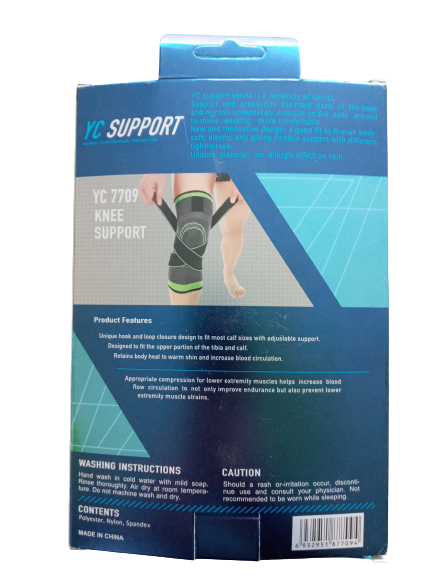 YC support series is a necessity of sports.
Support and pressurize the main parts of the body
and remove unnecessary pressure on the parts around
to make wearing more comfortable.
New and innovative design: a good fit to human body
soft, elastic, and giving flexible support with different
tightnesses.
Unique material: no allergic effect on skin.
YC SUPPORT
YC 7709
KNEE
SUPPORT
Product Features
Unique hook and loop closure design to fit most calf sizes with adjustable support.
Designed to fit the upper portion of the tibia and calf.
Retains body heat to warm shin and increase blood circulation.
Appropriate compression for lower extremity muscles helps increase blood
flow circulation to not only improve endurance but also prevent lower
extremity muscle strains.
WASHING INSTRUCTIONS
Hand wash in cold water with mild soap.
Rinse thoroughly. Air dry at room tempera-
ture. Do not machine wash and dry.
CAUTION
Should a rash or-irritation occur, disconti-
nue use and consult your physician. Not
recommended to be worn while sleeping.
CONTENTS
Polyester, Nylon, Spandex
MADE IN CHINA
6 932951 877094